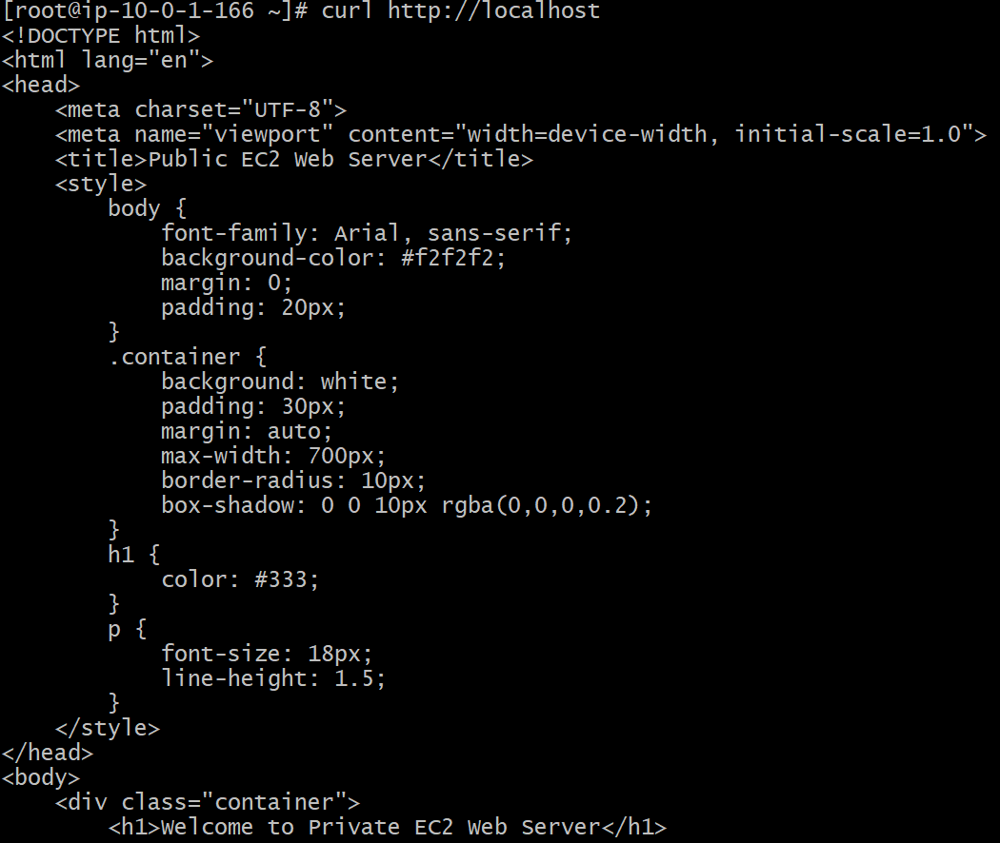 [root@ip-10-0-1-166 ~]# curl http://localhost
<!DOCTYPE html>
<html lang="en">
<head>
    <meta charset="UTF-8">
    <meta name="viewport" content="width=device-width, initial-scale=1.0">
    <title>Public EC2 Web Server</title>
    <style>
        body {
            font-family: Arial, sans-serif;
            background-color: #f2f2f2;
            margin: 0;
            padding: 20px;
        }
        .container {
            background: white;
            padding: 30px;
            margin: auto;
            max-width: 700px;
            border-radius: 10px;
            box-shadow: 0 0 10px rgba(0,0,0,0.2);
        }
        h1 {
            color: #333;
        }
        p {
            font-size: 18px;
            line-height: 1.5;
        }
    </style>
</head>
<body>
    <div class="container">
        <h1>Welcome to Private EC2 Web Server</h1>